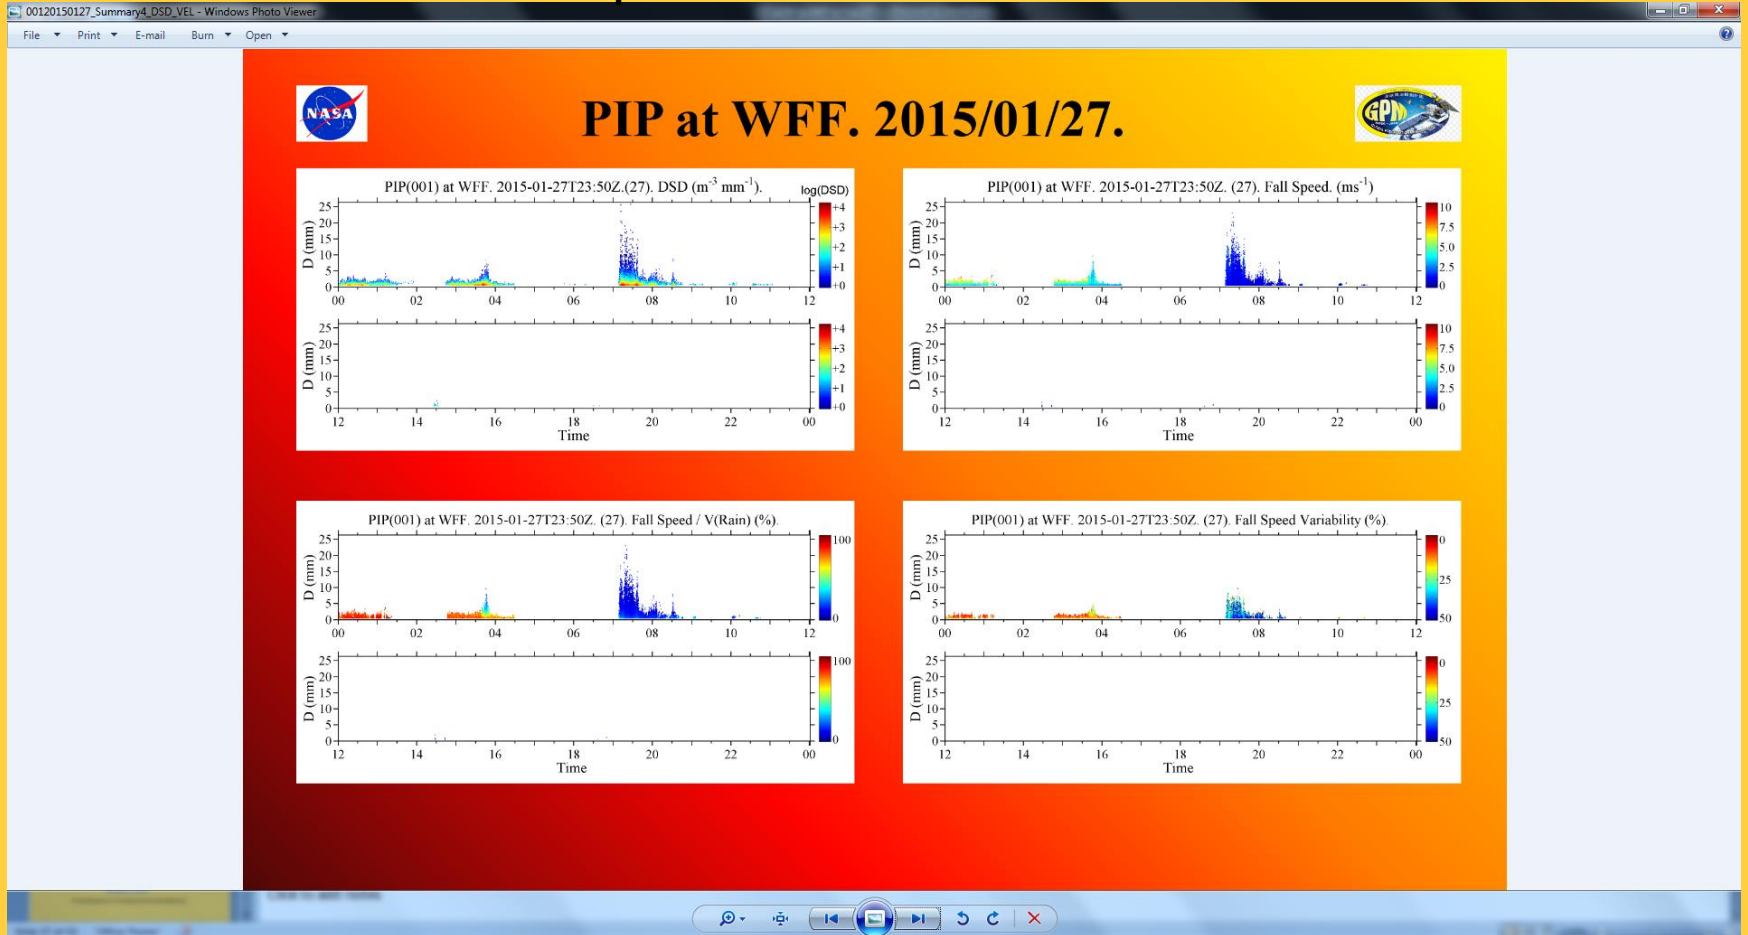 00120150127_Summary4_DSD_VEL - Windows Photo Viewer
File Print E-mail Burn Open
NASA
PIP at WFF. 2015/01/27.
GPM
PIP(001) at WFF. 2015-01-27T23:50Z.(27). DSD (m⁻³ mm⁻¹).
log(DSD)
D (mm)
25
20
15
10
5
0
00 02 04 06 08 10 12
+4
+3
+2
+1
+0
D (mm)
25
20
15
10
5
0
12 14 16 18 20 22 00
Time
+4
+3
+2
+1
+0
PIP(001) at WFF. 2015-01-27T23:50Z. (27). Fall Speed. (ms⁻¹)
D (mm)
25
20
15
10
5
0
00 02 04 06 08 10 12
10
7.5
5.0
2.5
0
D (mm)
25
20
15
10
5
0
12 14 16 18 20 22 00
Time
10
7.5
5.0
2.5
0
PIP(001) at WFF. 2015-01-27T23:50Z. (27). Fall Speed / V(Rain) (%).
D (mm)
25
20
15
10
5
0
00 02 04 06 08 10 12
100
0
D (mm)
25
20
15
10
5
0
12 14 16 18 20 22 00
Time
100
0
PIP(001) at WFF. 2015-01-27T23:50Z. (27). Fall Speed Variability (%).
D (mm)
25
20
15
10
5
0
00 02 04 06 08 10 12
0
25
50
D (mm)
25
20
15
10
5
0
12 14 16 18 20 22 00
Time
0
25
50